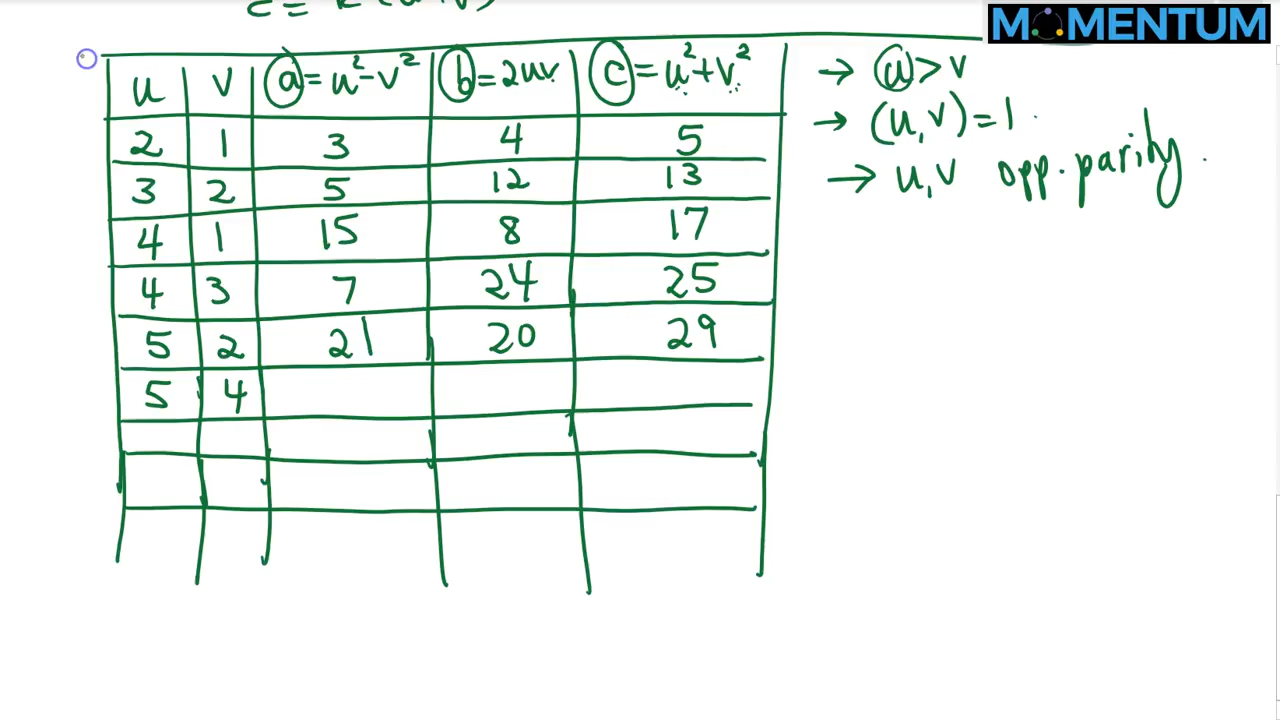 MOMENTUM
u v a = u² - v² b = 2uv c = u² + v²
2 1 3 4 5
3 2 5 12 13
4 1 15 8 17
4 3 7 24 25
5 2 21 20 29
5 4
→ u > v
→ (u, v) = 1
→ u, v opp. parity.